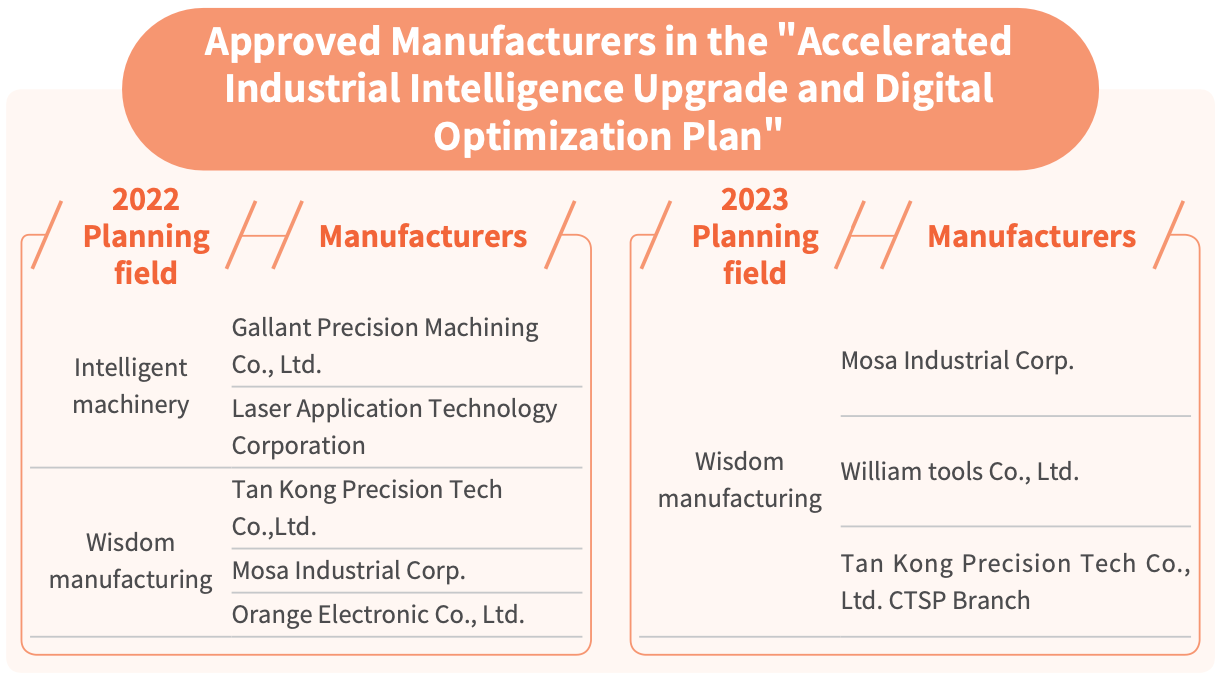 Approved Manufacturers in the "Accelerated
Industrial Intelligence Upgrade and Digital
Optimization Plan"
2022
Planning
field
Manufacturers
Intelligent
machinery
Gallant Precision Machining
Co., Ltd.
Laser Application Technology
Corporation
Wisdom
manufacturing
Tan Kong Precision Tech
Co.,Ltd.
Mosa Industrial Corp.
Orange Electronic Co., Ltd.
2023
Planning
field
Manufacturers
Wisdom
manufacturing
Mosa Industrial Corp.
William tools Co., Ltd.
Tan Kong Precision Tech Co.,
Ltd. CTSP Branch